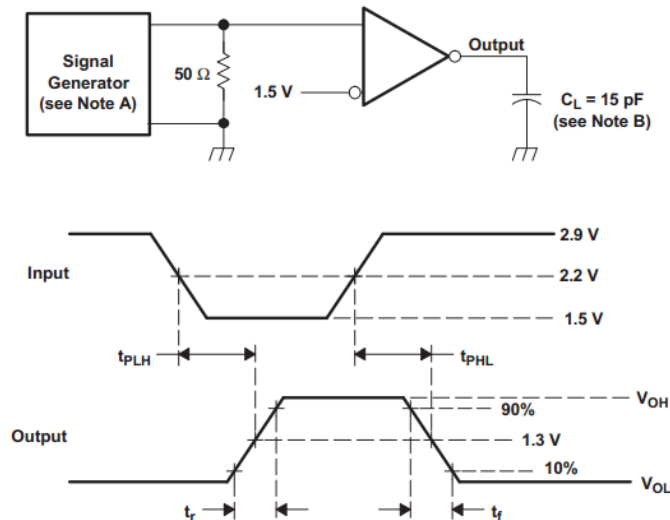 Signal
Generator
(see Note A)
50 Ω
1.5 V
Output
C_L = 15 pF
(see Note B)
Input
2.9 V
2.2 V
1.5 V
t_PLH
t_PHL
Output
V_OH
90%
1.3 V
10%
V_OL
t_r
t_f